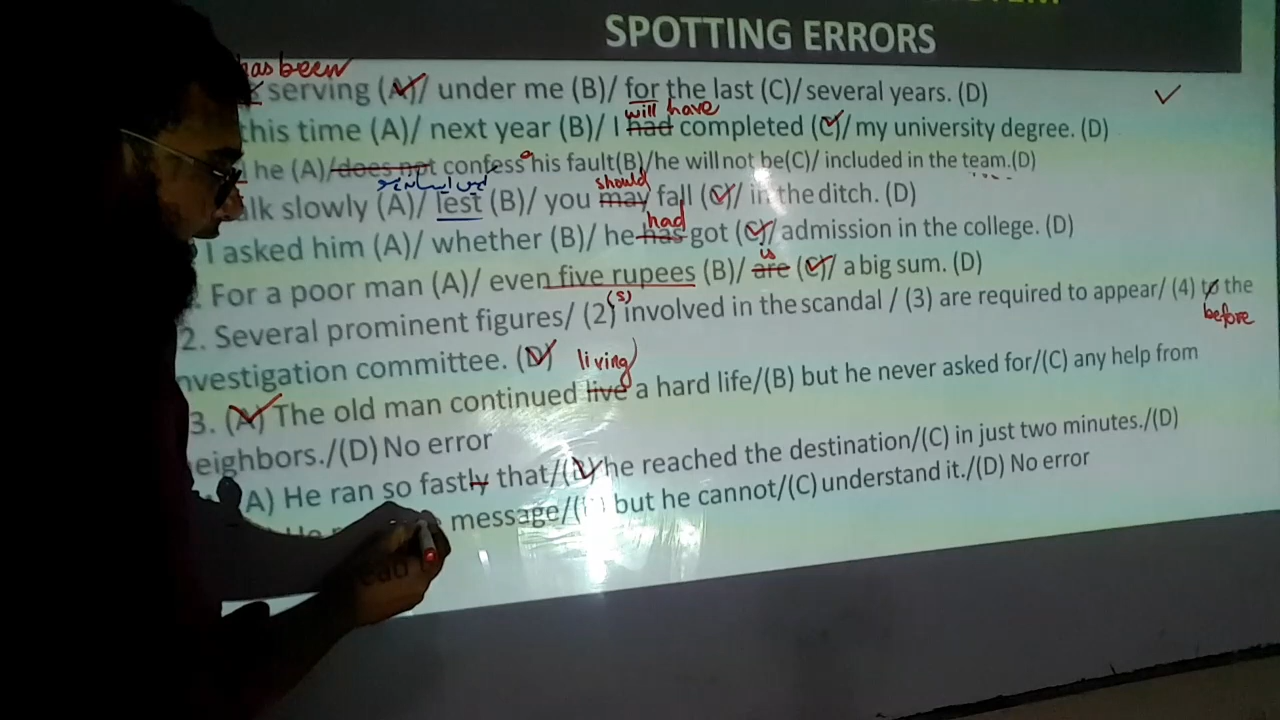 SPOTTING ERRORS
has been
serving (A)/ under me (B)/ for the last (C)/ several years. (D)
will have
this time (A)/ next year (B)/ I had completed (C)/ my university degree. (D)
he (A)/does not confess his fault(B)/he will not be(C)/ included in the team.(D)
should
lk slowly (A)/ lest (B)/ you may fall (C)/ in the ditch. (D)
had
I asked him (A)/ whether (B)/ he has got (C)/ admission in the college. (D)
is
For a poor man (A)/ even five rupees (B)/ are (C)/ a big sum. (D)
(s)
2. Several prominent figures/ (2) involved in the scandal / (3) are required to appear/ (4) to the
before
nvestigation committee. (D)
living
3. (A) The old man continued live a hard life/(B) but he never asked for/(C) any help from
eighbors./(D) No error
A) He ran so fastly that/(B) he reached the destination/(C) in just two minutes./(D)
message/( ) but he cannot/(C) understand it./(D) No error